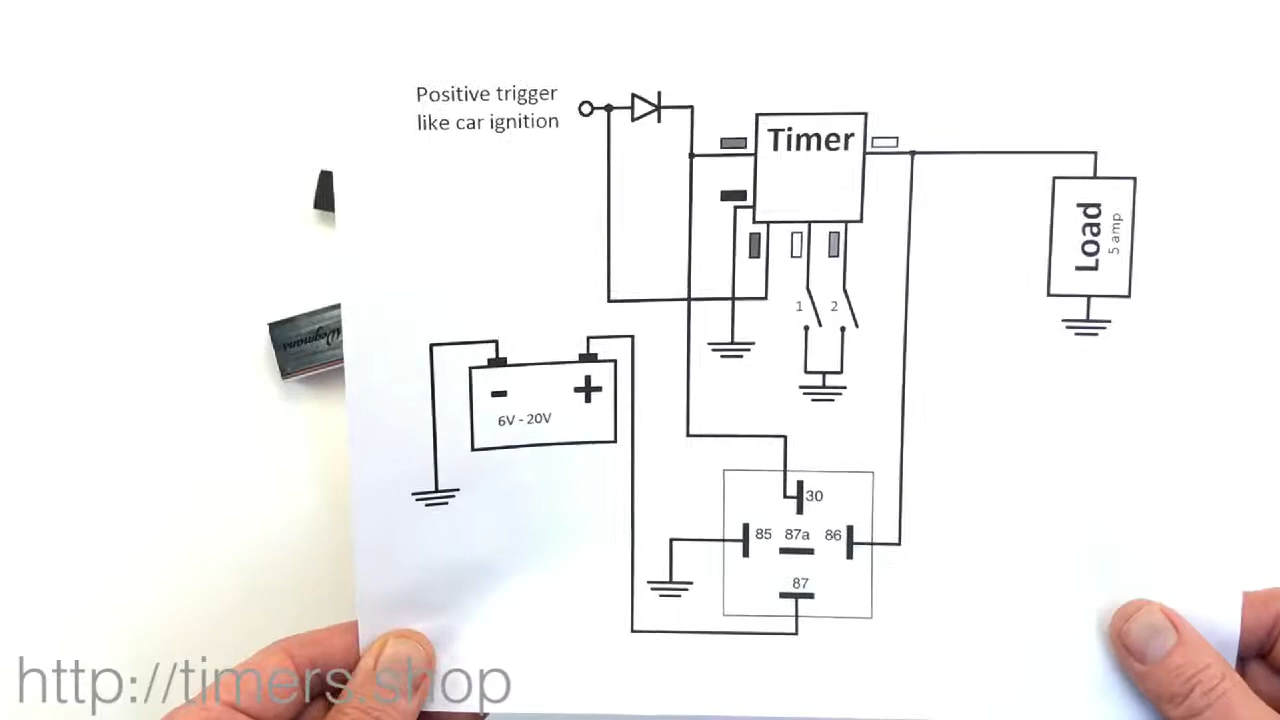 Positive trigger
like car ignition
Timer
Load
5 amp
1
2
Wegmans
- +
6V - 20V
30
85 87a 86
87
http://timers.shop